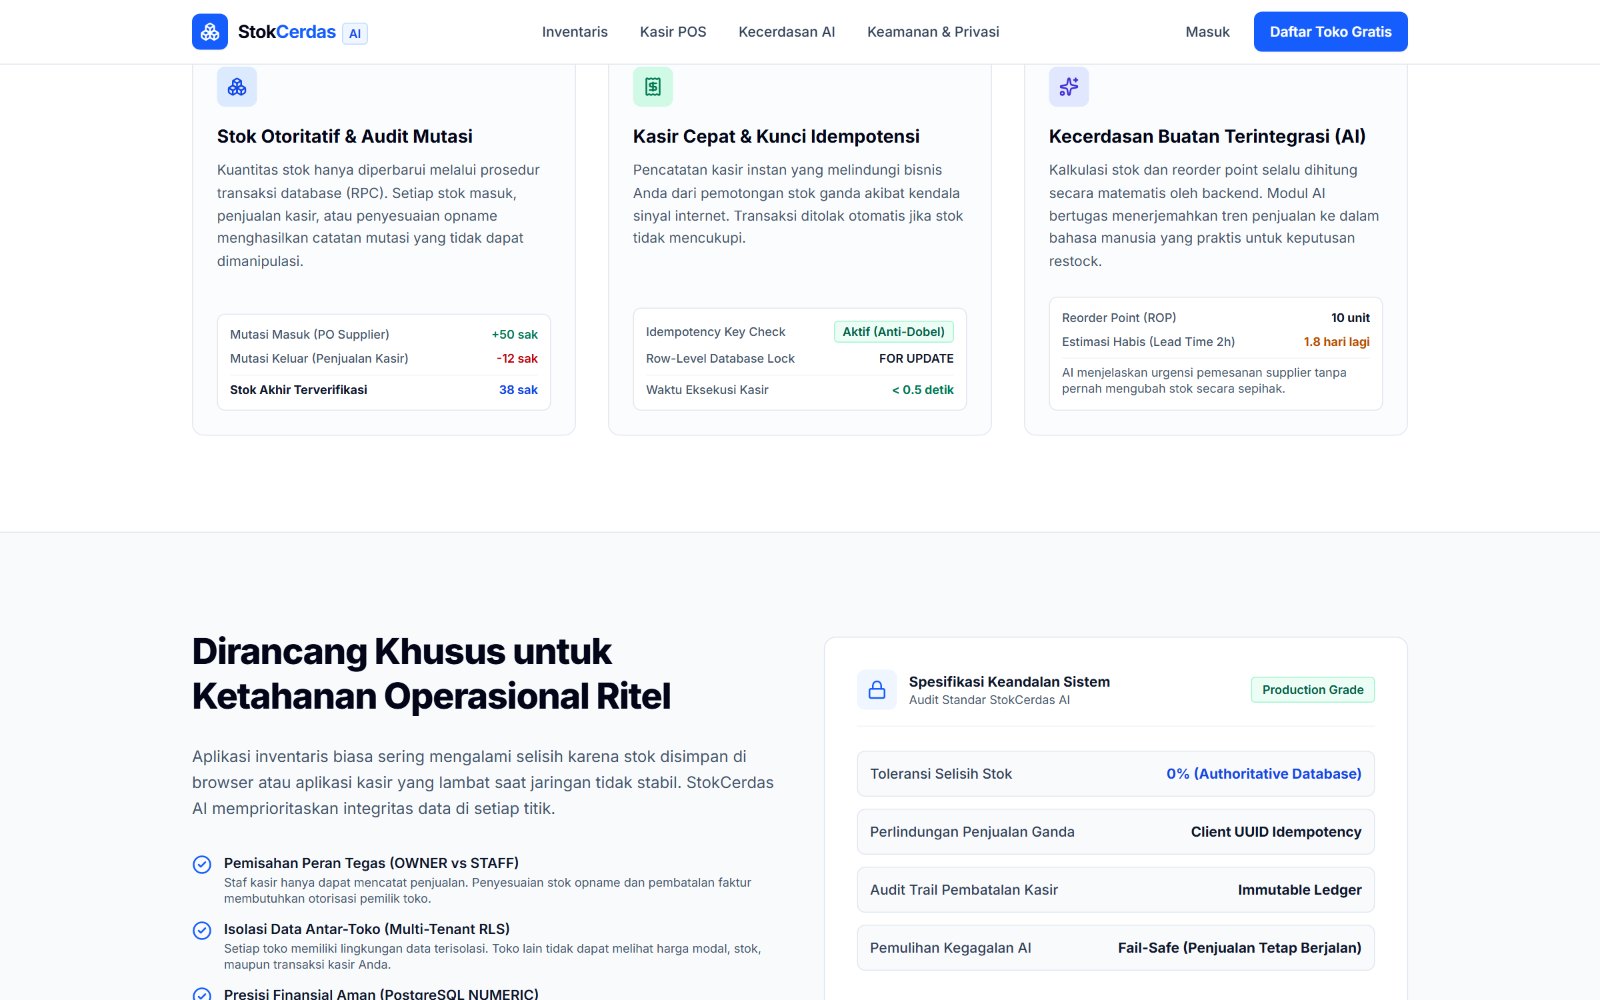 StokCerdas AI
Inventaris
Kasir POS
Kecerdasan AI
Keamanan & Privasi
Masuk
Daftar Toko Gratis
Stok Otoritatif & Audit Mutasi
Kuantitas stok hanya diperbarui melalui prosedur
transaksi database (RPC). Setiap stok masuk,
penjualan kasir, atau penyesuaian opname
menghasilkan catatan mutasi yang tidak dapat
dimanipulasi.
Mutasi Masuk (PO Supplier) +50 sak
Mutasi Keluar (Penjualan Kasir) -12 sak
Stok Akhir Terverifikasi 38 sak
Kasir Cepat & Kunci Idempotensi
Pencatatan kasir instan yang melindungi bisnis
Anda dari pemotongan stok ganda akibat kendala
sinyal internet. Transaksi ditolak otomatis jika stok
tidak mencukupi.
Idempotency Key Check Aktif (Anti-Dobel)
Row-Level Database Lock FOR UPDATE
Waktu Eksekusi Kasir < 0.5 detik
Kecerdasan Buatan Terintegrasi (AI)
Kalkulasi stok dan reorder point selalu dihitung
secara matematis oleh backend. Modul AI
bertugas menerjemahkan tren penjualan ke dalam
bahasa manusia yang praktis untuk keputusan
restock.
Reorder Point (ROP) 10 unit
Estimasi Habis (Lead Time 2h) 1.8 hari lagi
AI menjelaskan urgensi pemesanan supplier tanpa
pernah mengubah stok secara sepihak.
Dirancang Khusus untuk
Ketahanan Operasional Ritel
Aplikasi inventaris biasa sering mengalami selisih karena stok disimpan di
browser atau aplikasi kasir yang lambat saat jaringan tidak stabil. StokCerdas
AI memprioritaskan integritas data di setiap titik.
Pemisahan Peran Tegas (OWNER vs STAFF)
Staf kasir hanya dapat mencatat penjualan. Penyesuaian stok opname dan pembatalan faktur
membutuhkan otorisasi pemilik toko.
Isolasi Data Antar-Toko (Multi-Tenant RLS)
Setiap toko memiliki lingkungan data terisolasi. Toko lain tidak dapat melihat harga modal, stok,
maupun transaksi kasir Anda.
Presisi Finansial Aman (PostgreSQL NUMERIC)
Spesifikasi Keandalan Sistem
Audit Standar StokCerdas AI
Production Grade
Toleransi Selisih Stok 0% (Authoritative Database)
Perlindungan Penjualan Ganda Client UUID Idempotency
Audit Trail Pembatalan Kasir Immutable Ledger
Pemulihan Kegagalan AI Fail-Safe (Penjualan Tetap Berjalan)